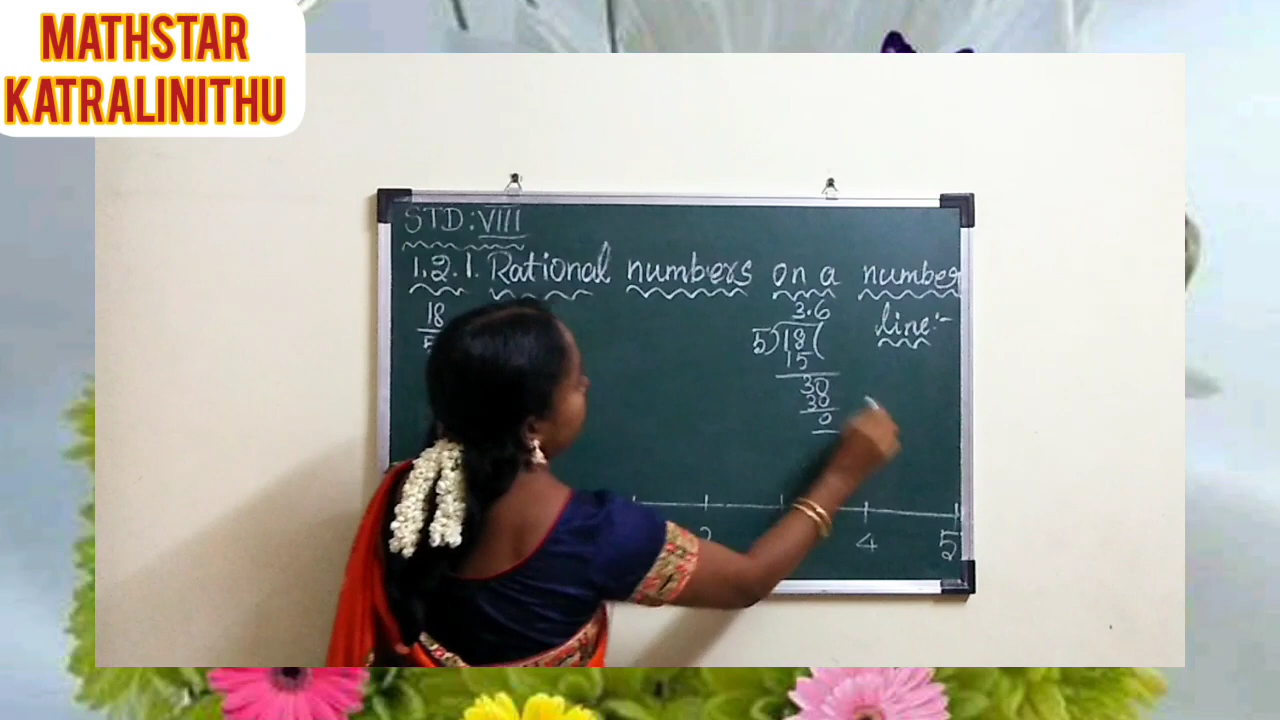 MATHSTAR
KATRALINITHU
STD: VIII
1.2.1. Rational numbers on a number
line:-
18
5
3.6
5)18(
15
30
30
0
4
5